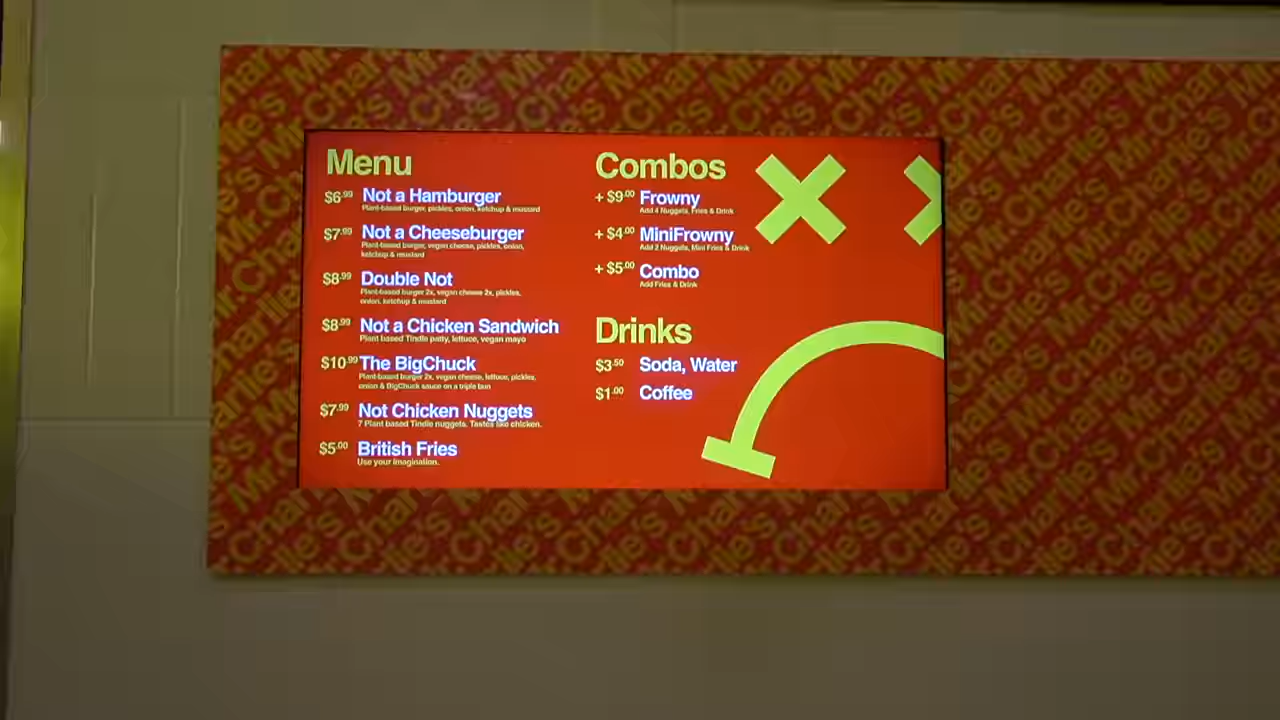 Menu
$6.99 Not a Hamburger
Plant-based burger, pickles, onion, ketchup & mustard
$7.99 Not a Cheeseburger
Plant-based burger, vegan cheese, pickles, onion,
ketchup & mustard
$8.99 Double Not
Plant-based burger 2x, vegan cheese 2x, pickles,
onion, ketchup & mustard
$8.99 Not a Chicken Sandwich
Plant based Tindle patty, lettuce, vegan mayo
$10.99 The BigChuck
Plant-based burger 2x, vegan cheese, lettuce, pickles,
onion & BigChuck sauce on a triple bun
$7.99 Not Chicken Nuggets
7 Plant based Tindle nuggets. Tastes like chicken.
$5.00 British Fries
Use your imagination.
Combos
+ $9.00 Frowny
Add 4 Nuggets, Fries & Drink
+ $4.00 MiniFrowny
Add 2 Nuggets, Mini Fries & Drink
+ $5.00 Combo
Add Fries & Drink
Drinks
$3.50 Soda, Water
$1.00 Coffee
Mr. Charlie's